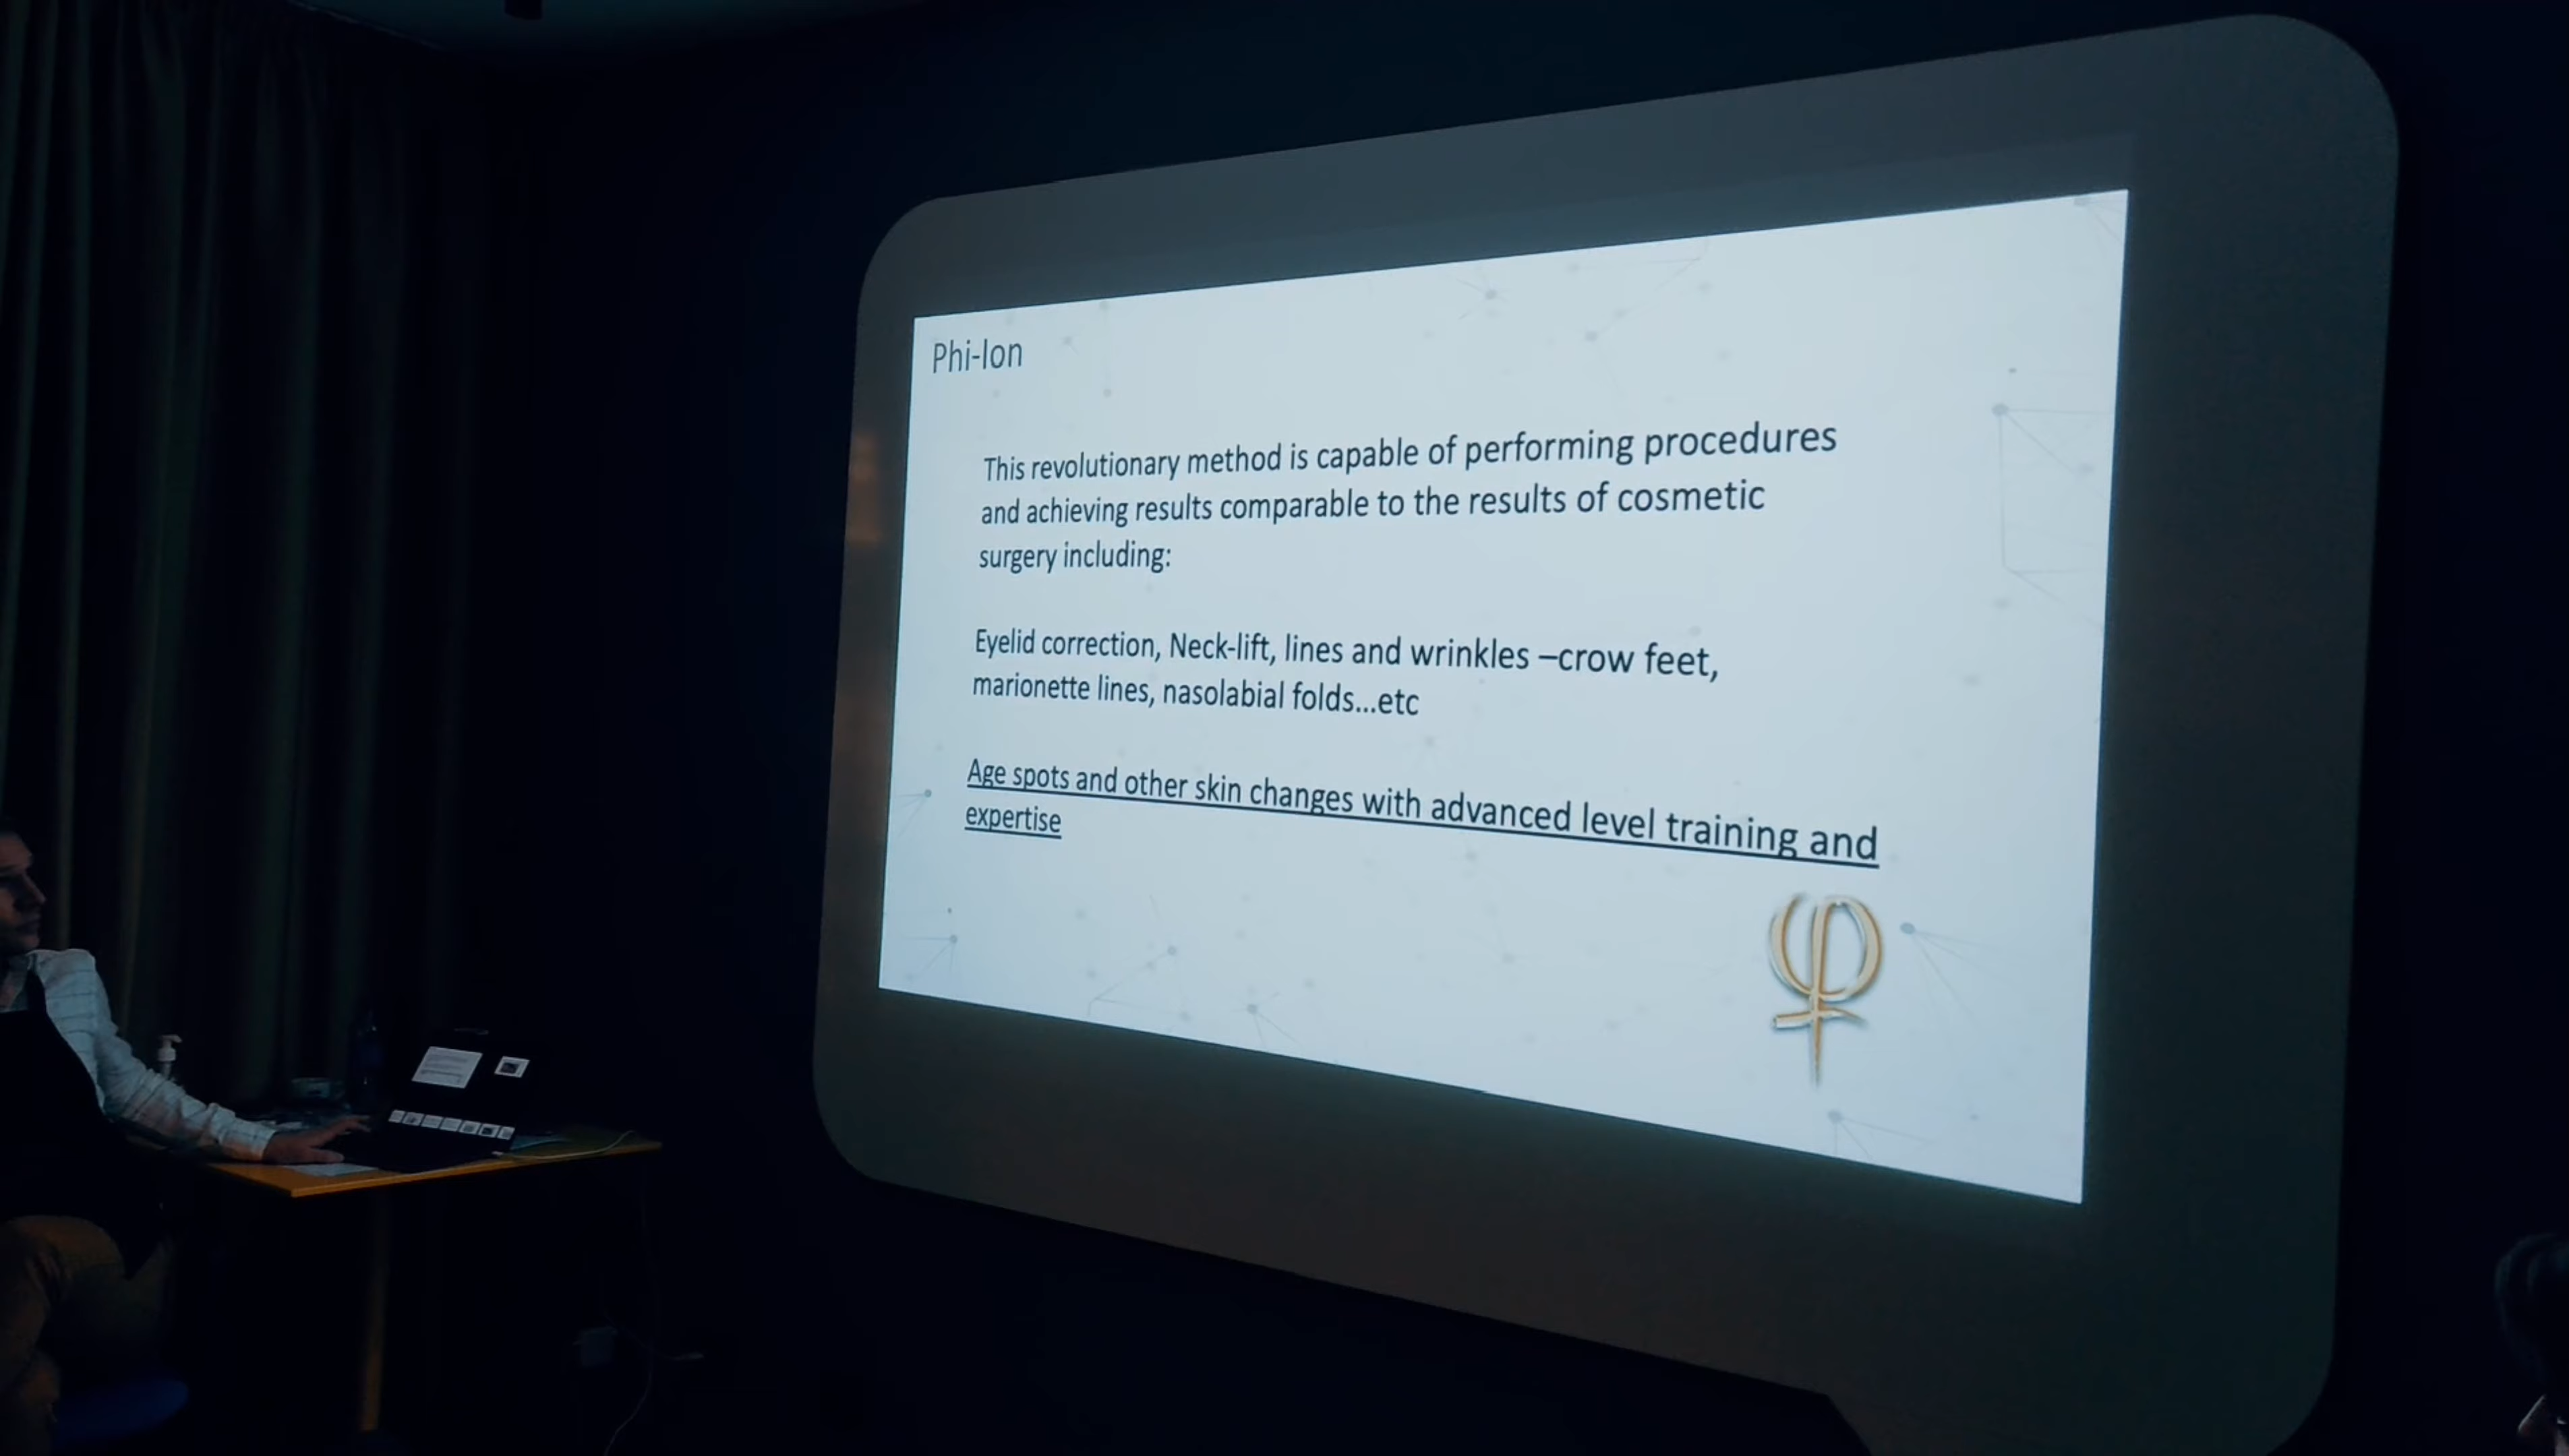 Phi-Ion
This revolutionary method is capable of performing procedures
and achieving results comparable to the results of cosmetic
surgery including:
Eyelid correction, Neck-lift, lines and wrinkles –crow feet,
marionette lines, nasolabial folds...etc
Age spots and other skin changes with advanced level training and
expertise